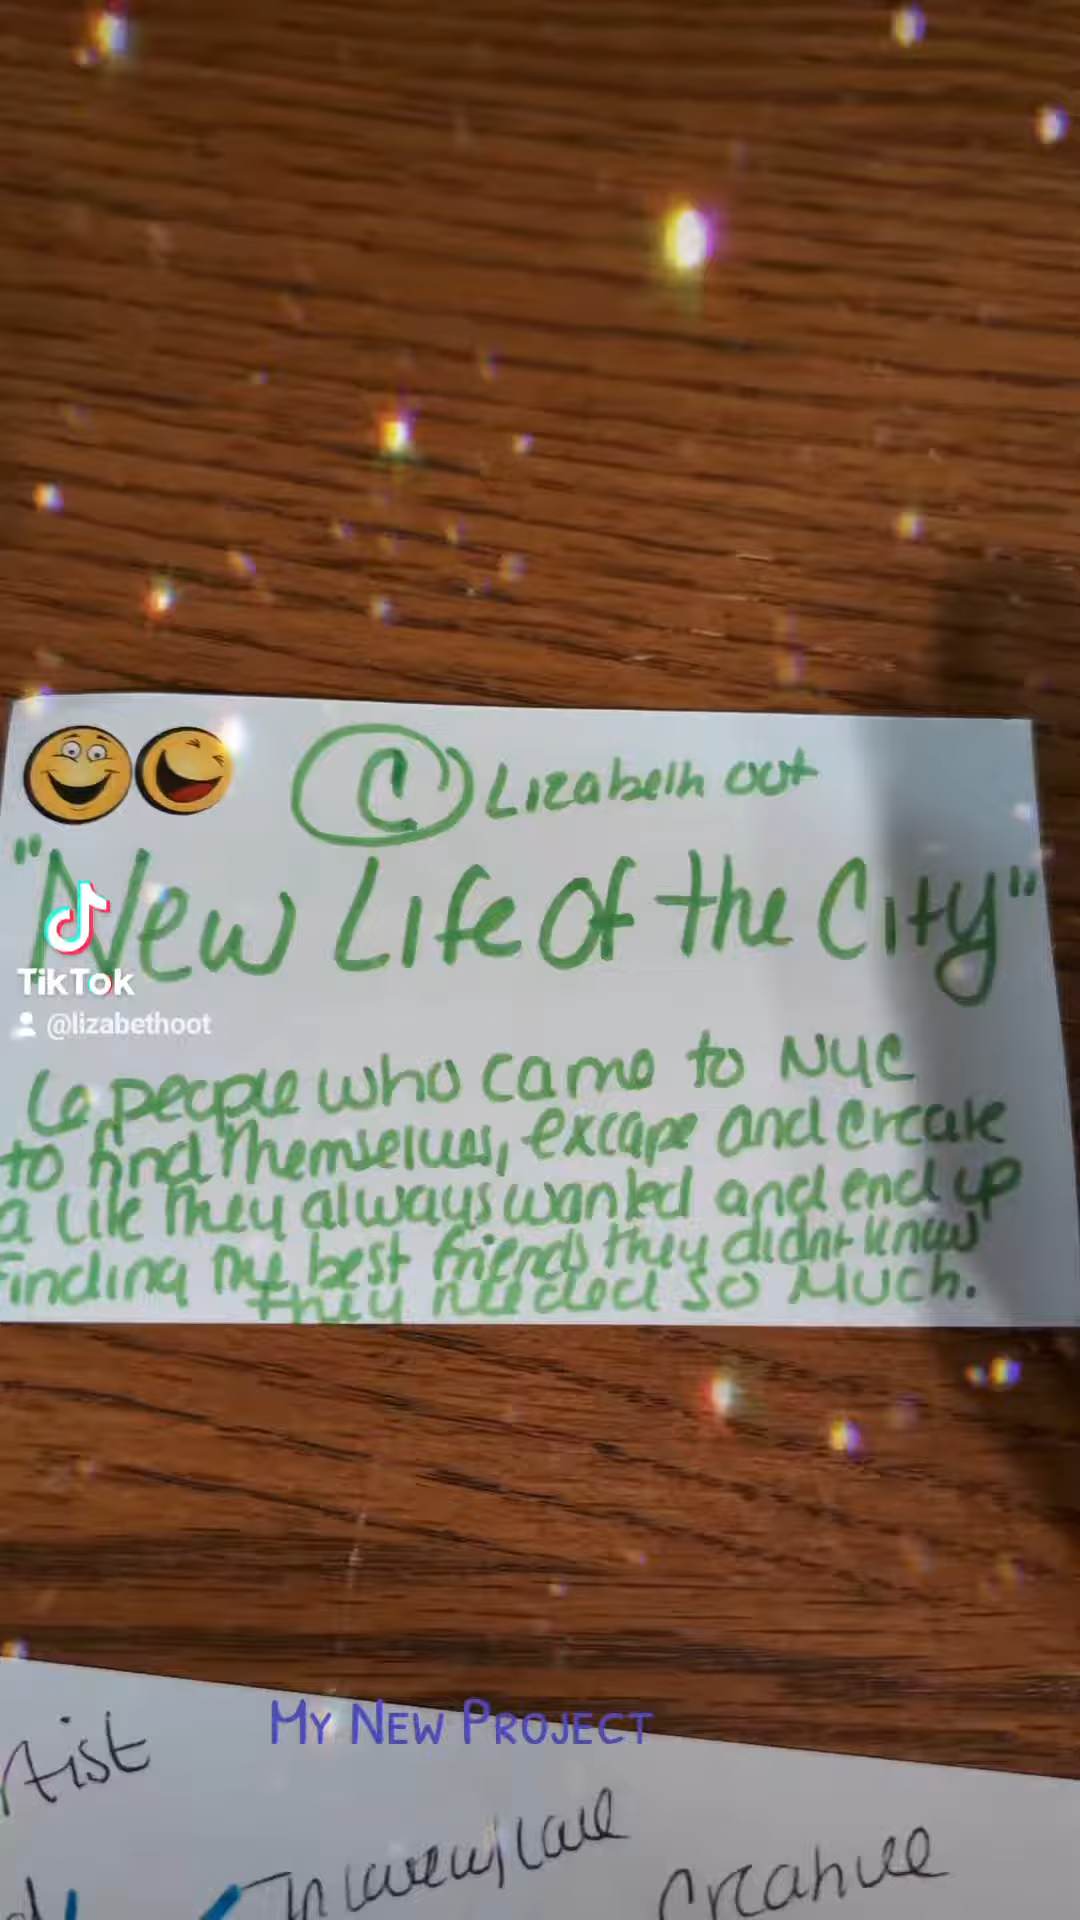 © Lizabeth oot
"New Life Of the City"
TikTok
@lizabethoot
6 people who came to NYC
to find themselves, excape and create
a life they always wanted and end up
Finding the best friends they didnt know
they needed so Much.
My New Project
Creative